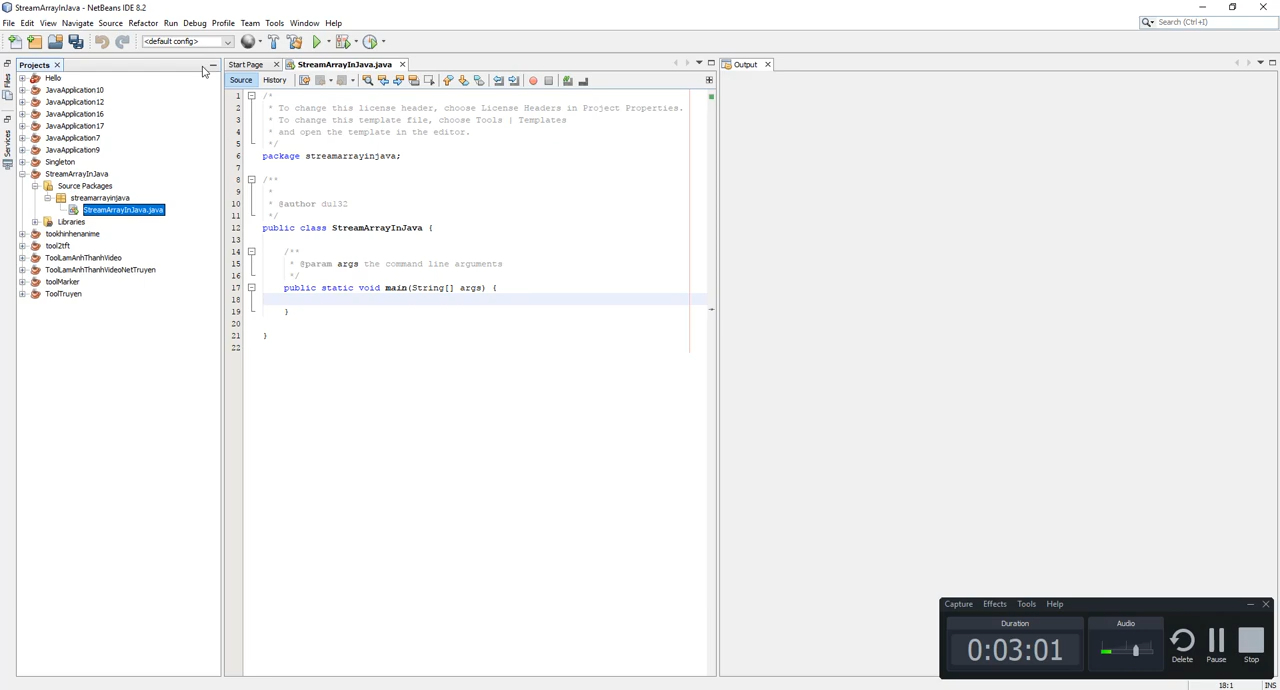 StreamArrayInJava - NetBeans IDE 8.2
File Edit View Navigate Source Refactor Run Debug Profile Team Tools Window Help
Search (Ctrl+I)
<default config>
Projects
Start Page
StreamArrayInJava.java
Output
Files
Services
Source History
Hello
JavaApplication10
JavaApplication12
JavaApplication16
JavaApplication17
JavaApplication7
JavaApplication9
Singleton
StreamArrayInJava
Source Packages
streamarrayinjava
StreamArrayInJava.java
Libraries
tookhinhenanime
tool2tft
ToolLamAnhThanhVideo
ToolLamAnhThanhVideoNetTruyen
toolMarker
ToolTruyen
1 /*
2 * To change this license header, choose License Headers in Project Properties.
3 * To change this template file, choose Tools | Templates
4 * and open the template in the editor.
5 */
6 package streamarrayinjava;
7
8 /**
9 *
10 * @author dul32
11 */
12 public class StreamArrayInJava {
13
14 /**
15 * @param args the command line arguments
16 */
17 public static void main(String[] args) {
18
19 }
20
21 }
22
Capture Effects Tools Help
Duration
Audio
0:03:01
Delete
Pause
Stop
18:1
INS